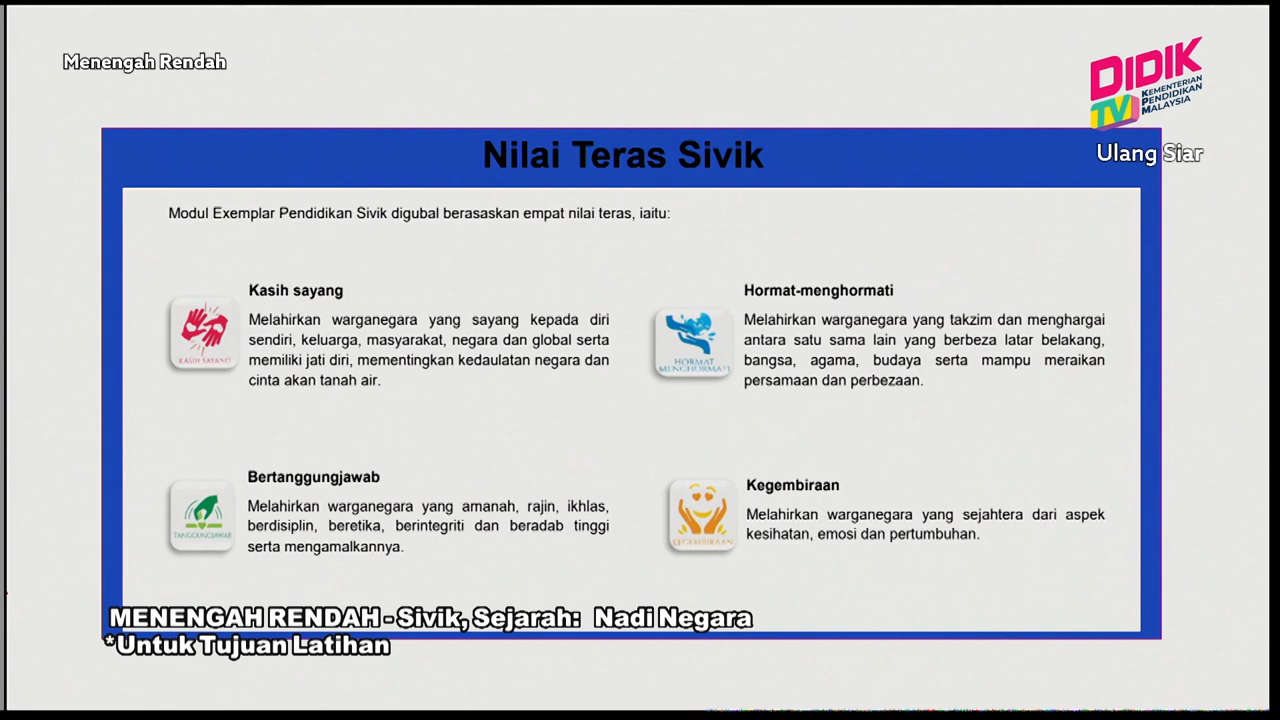 Menengah Rendah
DIDIK
TV
KEMENTERIAN
PENDIDIKAN
MALAYSIA
Ulang Siar
Nilai Teras Sivik
Modul Exemplar Pendidikan Sivik digubal berasaskan empat nilai teras, iaitu:
Kasih sayang
Melahirkan warganegara yang sayang kepada diri
sendiri, keluarga, masyarakat, negara dan global serta
memiliki jati diri, mementingkan kedaulatan negara dan
cinta akan tanah air.
KASIH SAYANG
Hormat-menghormati
Melahirkan warganegara yang takzim dan menghargai
antara satu sama lain yang berbeza latar belakang,
bangsa, agama, budaya serta mampu meraikan
persamaan dan perbezaan.
HORMAT
MENGHORMATI
Bertanggungjawab
Melahirkan warganegara yang amanah, rajin, ikhlas,
berdisiplin, beretika, berintegriti dan beradab tinggi
serta mengamalkannya.
TANGGUNGJAWAB
Kegembiraan
Melahirkan warganegara yang sejahtera dari aspek
kesihatan, emosi dan pertumbuhan.
KEGEMBIRAAN
MENENGAH RENDAH - Sivik, Sejarah: Nadi Negara
*Untuk Tujuan Latihan